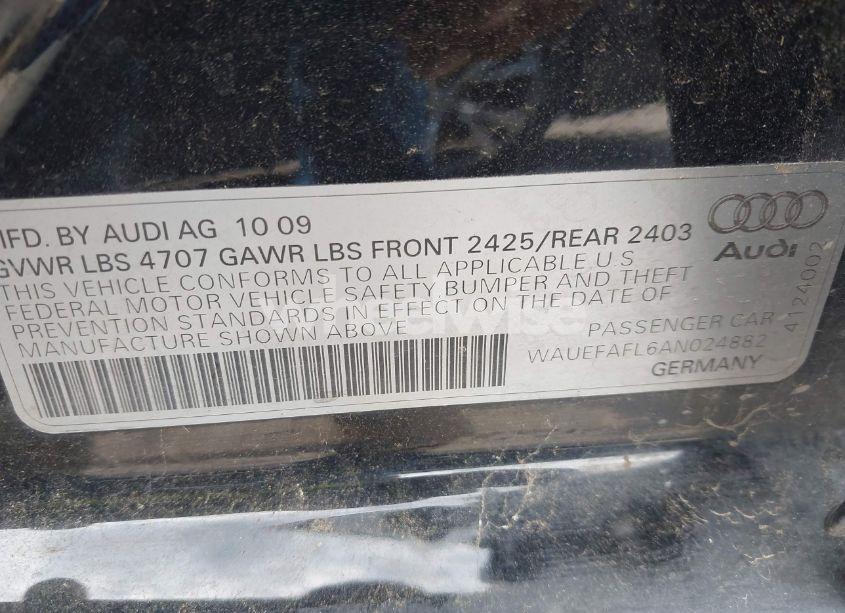 MFD. BY AUDI AG 10 09
GVWR LBS 4707 GAWR LBS FRONT 2425/REAR 2403
THIS VEHICLE CONFORMS TO ALL APPLICABLE U S
FEDERAL MOTOR VEHICLE SAFETY, BUMPER AND THEFT
PREVENTION STANDARDS IN EFFECT ON THE DATE OF
MANUFACTURE SHOWN ABOVE
Audi
4124002
PASSENGER CAR
WAUEFAFL6AN024882
GERMANY